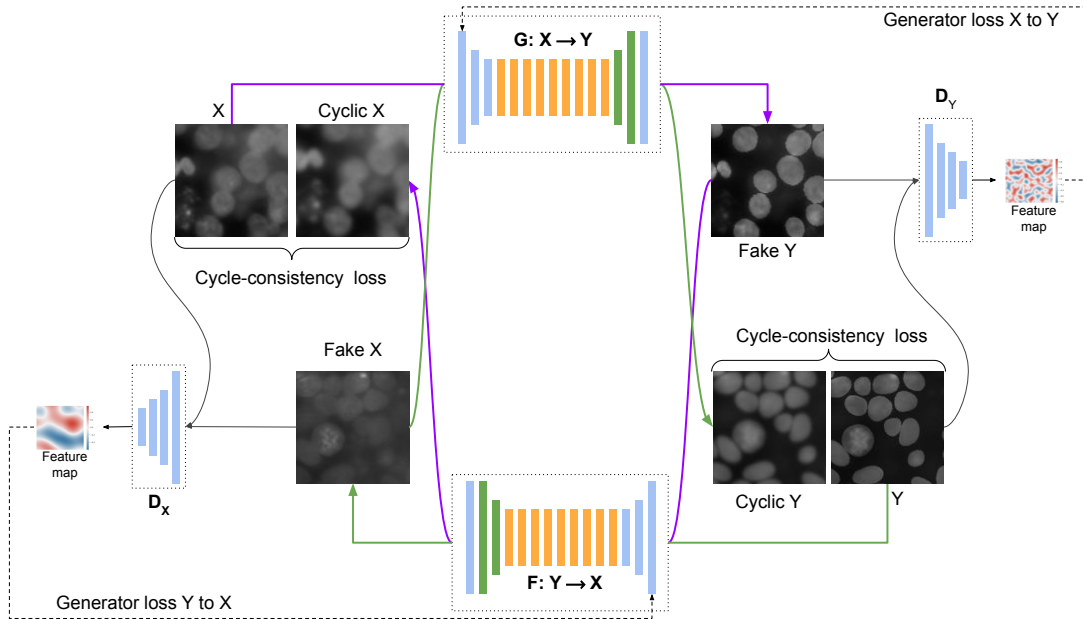 Generator loss X to Y
G: X → Y
X
Cyclic X
D_Y
Feature
map
Fake Y
Cycle-consistency loss
Cycle-consistency loss
Fake X
Feature
map
D_X
Cyclic Y
Y
F: Y → X
Generator loss Y to X